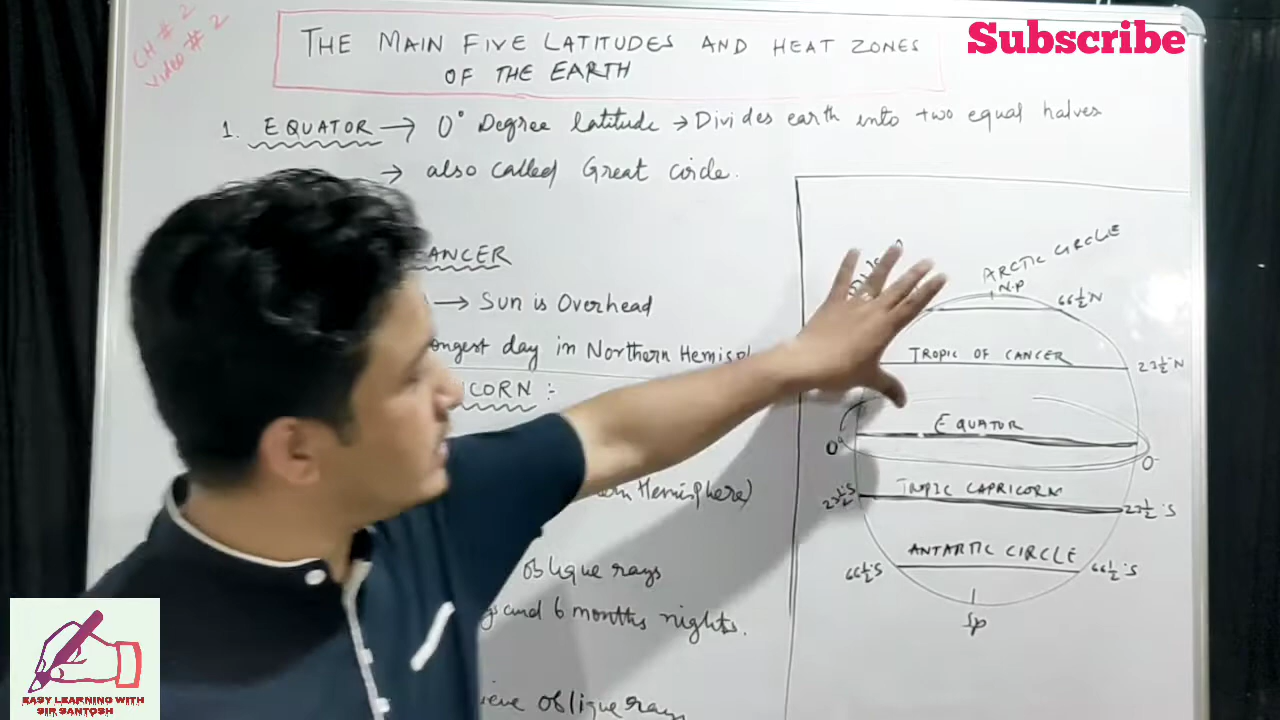 CH # 2
Video # 2
THE MAIN FIVE LATITUDES AND HEAT ZONES
OF THE EARTH
Subscribe
1. EQUATOR → 0° Degree latitude → Divides earth into two equal halves
→ also called Great circle.
CANCER
→ Sun is Overhead
longest day in Northern Hemisph
ICORN :-
ern Hemisphere)
oblique rays
and 6 months nights.
oblique rays
ARCTIC CIRCLE
N.P
66½ N
TROPIC OF CANCER
23½° N
EQUATOR
0°
0
TROPIC CAPRICORN
23½°S
23½°S
ANTARTIC CIRCLE
66½°S
66½°S
SP
EASY LEARNING WITH
SIR SANTOSH